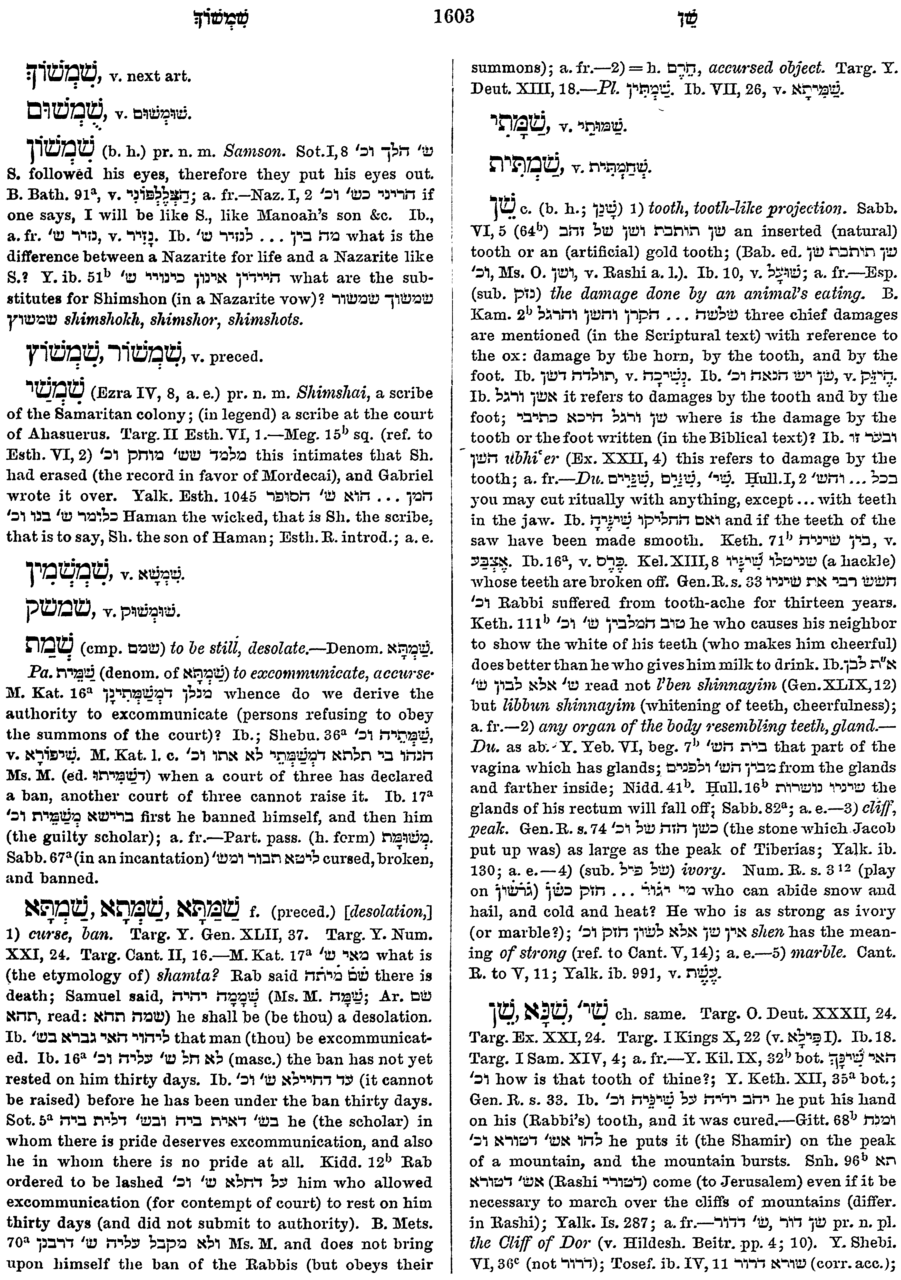 שִׁמְשׁוֹךְ 1603 שֵׁן
שִׁמְשׁוֹךְ, v. next art.
שֻׁמְשׁוּם, v. שׁוּמְשׁוּם.
שִׁמְשׁוֹן (b. h.) pr. n. m. Samson. Sot. I, 8 ש' הלך וכ'
S. followed his eyes, therefore they put his eyes out.
B. Bath. 91a, v. הַצְלֶלְפּוֹנִי; a. fr.—Naz. I, 2 הריני כש' וכ' if
one says, I will be like S., like Manoah's son &c. Ib.,
a. fr. נזיר ש', v. נָזִיר. Ib. מה בין ... לנזיר ש' what is the
difference between a Nazarite for life and a Nazarite like
S.? Y. ib. 51b היידין אינון כינויי ש' what are the sub-
stitutes for Shimshon (in a Nazarite vow)? שמשוך שמשור
שמשוץ shimshokh, shimshor, shimshots.
שִׁמְשׁוֹר, שִׁמְשׁוֹץ, v. preced.
שִׁמְשַׁי (Ezra IV, 8, a. e.) pr. n. m. Shimshai, a scribe
of the Samaritan colony; (in legend) a scribe at the court
of Ahasuerus. Targ. II Esth. VI, 1.—Meg. 15b sq. (ref. to
Esth. VI, 2) מלמד שש' מוחק וכ' this intimates that Sh.
had erased (the record in favor of Mordecai), and Gabriel
wrote it over. Yalk. Esth. 1045 המן ... הוא ש' הסופר
כלומר ש' בנו וכ' Haman the wicked, that is Sh. the scribe,
that is to say, Sh. the son of Haman; Esth. R. introd.; a. e.
שִׁמְשְׁמִין, v. שִׁמְשָׁא.
שמשק, v. שׁוּמְשׁוּק.
שְׁמַת (cmp. שמם) to be still, desolate.—Denom. שַׁמְתָּא.
Pa. שַׁמֵּית (denom. of שַׁמְתָּא) to excommunicate, accurse.
M. Kat. 16a מנלן דמְשַׁמְּתִינָן whence do we derive the
authority to excommunicate (persons refusing to obey
the summons of the court)? Ib.; Shebu. 36a שַׁמְּתֵיהּ וכ',
v. שִׁיפּוּרָא. M. Kat. l. c. הנהו בי תלתא דמְשַׁמְּתֵי לא אתו וכ'
Ms. M. (ed. דשַׁמִּיתוּ) when a court of three has declared
a ban, another court of three cannot raise it. Ib. 17a
ברישא מְשַׁמֵּית וכ' first he banned himself, and then him
(the guilty scholar); a. fr.—Part. pass. (h. form) מְשׁוּמָּת.
Sabb. 67a (in an incantation) ליטא תבור ומש' cursed, broken,
and banned.
שַׁמַּתָּא, שַׁמָּתָא, שַׁמְתָּא f. (preced.) [desolation,]
1) curse, ban. Targ. Y. Gen. XLII, 37. Targ. Y. Num.
XXI, 24. Targ. Cant. II, 16.—M. Kat. 17a מאי ש' what is
(the etymology of) shamta? Rab said שָׁם מִיתָה there is
death; Samuel said, שְׁמָמָה יהיה (Ms. M. שַׁמָּה; Ar. שם
תהא, read: שמה תהא) he shall be (be thou) a desolation.
Ib. ליהוי האי גברא בש' that man (thou) be excommunicat-
ed. Ib. 16a לא חל ש' עליה וכ' (masc.) the ban has not yet
rested on him thirty days. Ib. עד דחיילא ש' וכ' (it cannot
be raised) before he has been under the ban thirty days.
Sot. 5a בש' דאית ביה ובש' דלית ביה he (the scholar) in
whom there is pride deserves excommunication, and also
he in whom there is no pride at all. Kidd. 12b Rab
ordered to be lashed על דחלא ש' וכ' him who allowed
excommunication (for contempt of court) to rest on him
thirty days (and did not submit to authority). B. Mets.
70a ולא מקבל עליה ש' דרבנן Ms. M. and does not bring
upon himself the ban of the Rabbis (but obeys their
summons); a. fr.—2) = h. חֵרֶם, accursed object. Targ. Y.
Deut. XIII, 18.—Pl. שַׁמְתִּין. Ib. VII, 26, v. שַׁמֵּיתָא.
שַׁמָּתִי, v. שַׁמּוּתִי.
שַׁמְתִּית, v. שְׁחַמְתִּית.
שֵׁן c. (b. h.; שָׁנַן) 1) tooth, tooth-like projection. Sabb.
VI, 5 (64b) שן תותבת ושן של זהב an inserted (natural)
tooth or an (artificial) gold tooth; (Bab. ed. שן תותבת שן
וכ', Ms. O. ושן, v. Rashi a. l.). Ib. 10, v. שׁוּעָל; a. fr.—Esp.
(sub. נזק) the damage done by an animal's eating. B.
Kam. 2b שלשה ... הקרן והשן והרגל three chief damages
are mentioned (in the Scriptural text) with reference to
the ox: damage by the horn, by the tooth, and by the
foot. Ib. תולדה דשן, v. נְשִׁיכָה. Ib. שן יש הנאה וכ', v. הֶיזֵּק.
Ib. אשן ורגל it refers to damages by the tooth and by the
foot; שן ורגל היכא כתיבי where is the damage by the
tooth or the foot written (in the Biblical text)? Ib. ובער זו
השן ubhi‘er (Ex. XXII, 4) this refers to damage by the
tooth; a. fr.—Du. שִׁנַּיִם, שִׁנַּיִם, שִׁי'. Ḥull. I, 2 בכל ... והש'
you may cut ritually with anything, except ... with teeth
in the jaw. Ib. ואם החליקו שִׁינֶּיהָ and if the teeth of the
saw have been made smooth. Keth. 71b בין שיניה, v.
אֶצְבַּע. Ib. 16a, v. פָּרַס. Kel. XIII, 8 שניטלו שִׁינָּיו (a hackle)
whose teeth are broken off. Gen. R. s. 33 חשש רבי את שיניו
וכ' Rabbi suffered from tooth-ache for thirteen years.
Keth. 111b טוב המלבין ש' וכ' he who causes his neighbor
to show the white of his teeth (who makes him cheerful)
does better than he who gives him milk to drink. Ib. א"ת לבן
ש' אלא לבון ש' read not l'ben shinnayim (Gen. XLIX, 12)
but libbun shinnayim (whitening of teeth, cheerfulness);
a. fr.—2) any organ of the body resembling teeth, gland.—
Du. as ab. Y. Yeb. VI, beg. 7b בית הש' that part of the
vagina which has glands; מבין הש' ולפנים from the glands
and farther inside; Nidd. 41b. Ḥull. 16b שיניו נושרות the
glands of his rectum will fall off; Sabb. 82a; a. e.—3) cliff,
peak. Gen. R. s. 74 כשן הזה של וכ' (the stone which Jacob
put up was) as large as the peak of Tiberias; Yalk. ib.
130; a. e.—4) (sub. של פיל) ivory. Num. R. s. 3 12 (play
on גֵּרְשׁוֹן) מי יגור ... חזק כשֵׁן who can abide snow and
hail, and cold and heat? He who is as strong as ivory
(or marble?); אין שן אלא לשון חזק וכ' shen has the mean-
ing of strong (ref. to Cant. V, 14); a. e.—5) marble. Cant.
R. to V, 11; Yalk. ib. 991, v. עֶשֶׁת.
שֵׁן, שִׁנָּא, שִׁי' ch. same. Targ. O. Deut. XXXII, 24.
Targ. Ex. XXI, 24. Targ. I Kings X, 22 (v. פִּילָא I). Ib. 18.
Targ. I Sam. XIV, 4; a. fr.—Y. Kil. IX, 32b bot. האי שִׁינָּךְ
וכ' how is that tooth of thine?; Y. Keth. XII, 35a bot.;
Gen. R. s. 33. Ib. יהב ידיה על שִׁינֵּיהּ וכ' he put his hand
on his (Rabbi's) tooth, and it was cured.—Gitt. 68b ומנח
להו אש' דטורא וכ' he puts it (the Shamir) on the peak
of a mountain, and the mountain bursts. Snh. 96b תא
אש' דטורא (Rashi דטורי) come (to Jerusalem) even if it be
necessary to march over the cliffs of mountains (differ.
in Rashi); Yalk. Is. 287; a. fr.—שן דור, ש' דדור pr. n. pl.
the Cliff of Dor (v. Hildesh. Beitr. pp. 4; 10). Y. Shebi.
VI, 36c (not דרור); Tosef. ib. IV, 11 שורא דרור (corr. acc.);